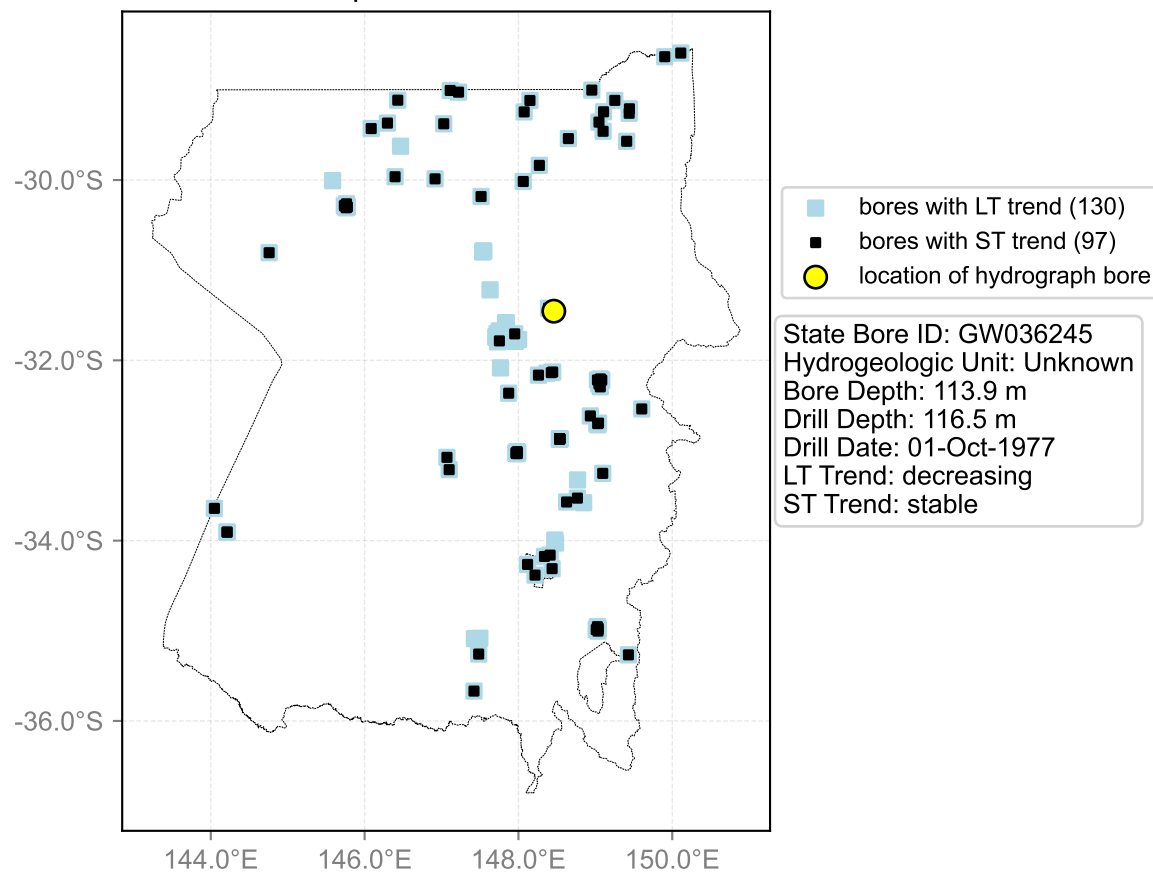 -30.0°S
-32.0°S
-34.0°S
-36.0°S
144.0°E
146.0°E
148.0°E
150.0°E
bores with LT trend (130)
bores with ST trend (97)
location of hydrograph bore
State Bore ID: GW036245
Hydrogeologic Unit: Unknown
Bore Depth: 113.9 m
Drill Depth: 116.5 m
Drill Date: 01-Oct-1977
LT Trend: decreasing
ST Trend: stable